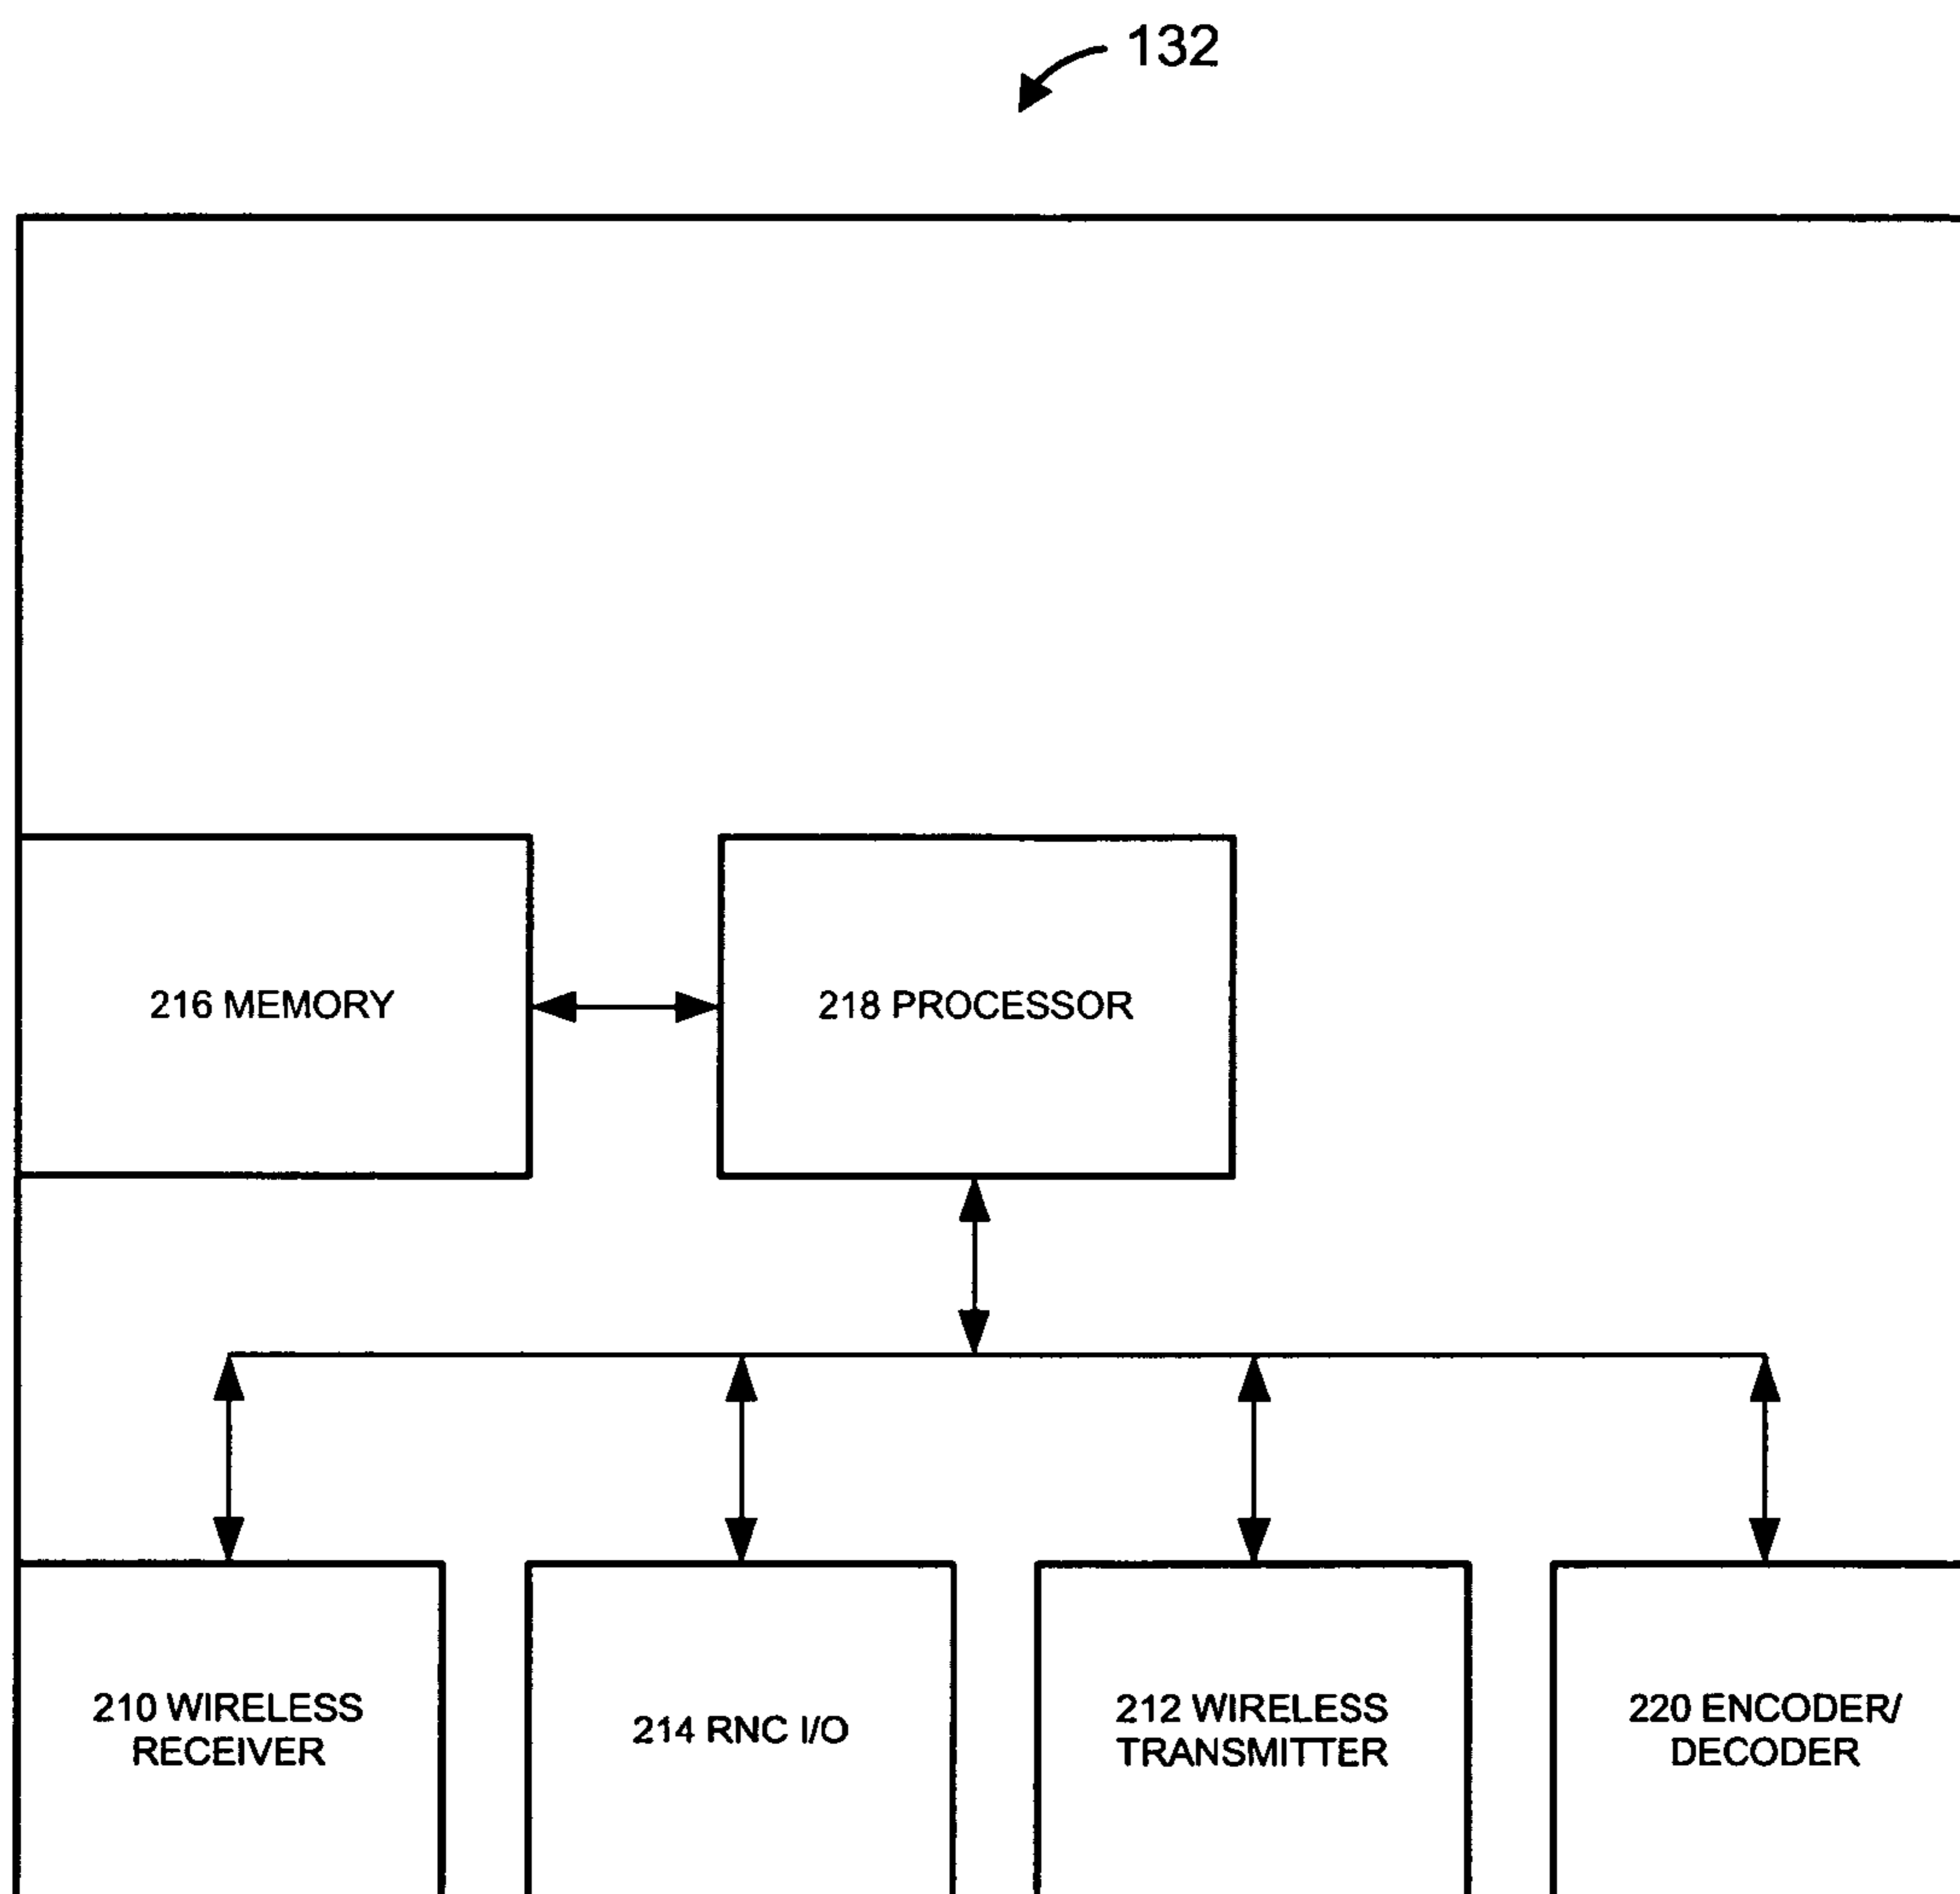 132
216 MEMORY
218 PROCESSOR
210 WIRELESS
RECEIVER
214 RNC I/O
212 WIRELESS
TRANSMITTER
220 ENCODER/
DECODER